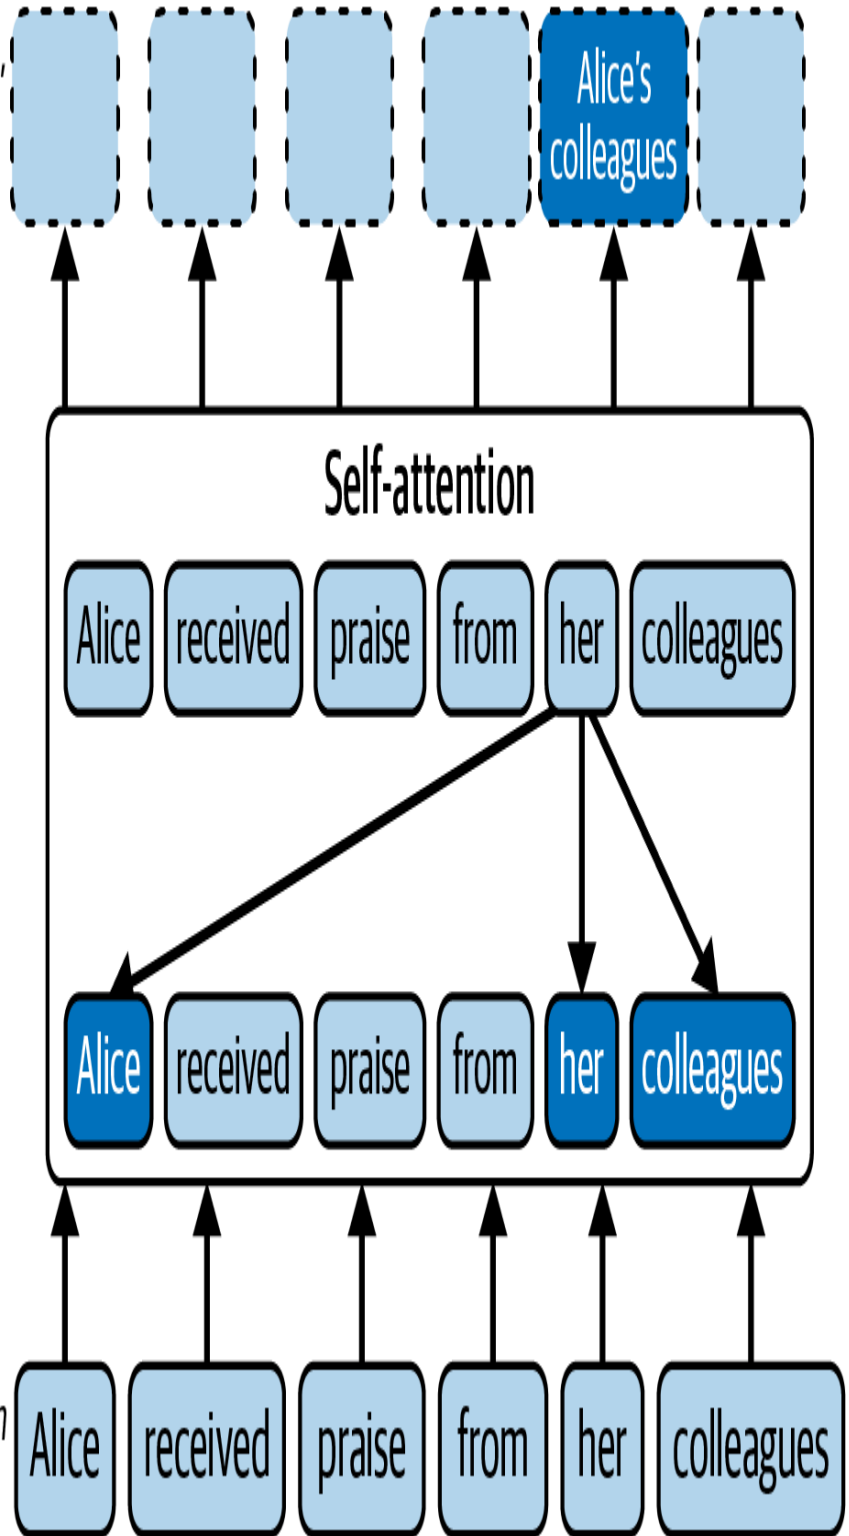 Alice's
colleagues
Self-attention
Alice received praise from her colleagues
Alice received praise from her colleagues
Alice received praise from her colleagues